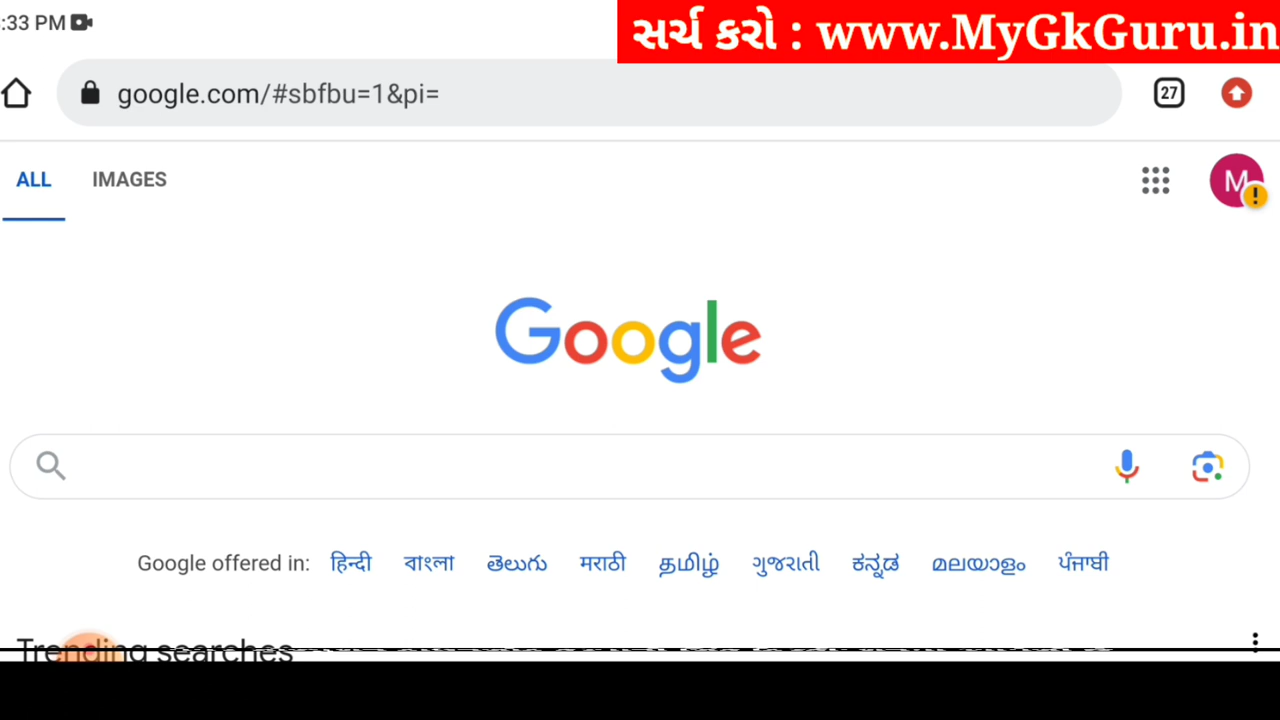 :33 PM
સર્ચ કરો : www.MyGkGuru.in
google.com/#sbfbu=1&pi=
27
ALL IMAGES
M
Google
Google offered in: हिन्दी বাংলা తెలుగు मराठी தமிழ் ગુજરાતી ಕನ್ನಡ മലയാളം ਪੰਜਾਬੀ
Trending searches